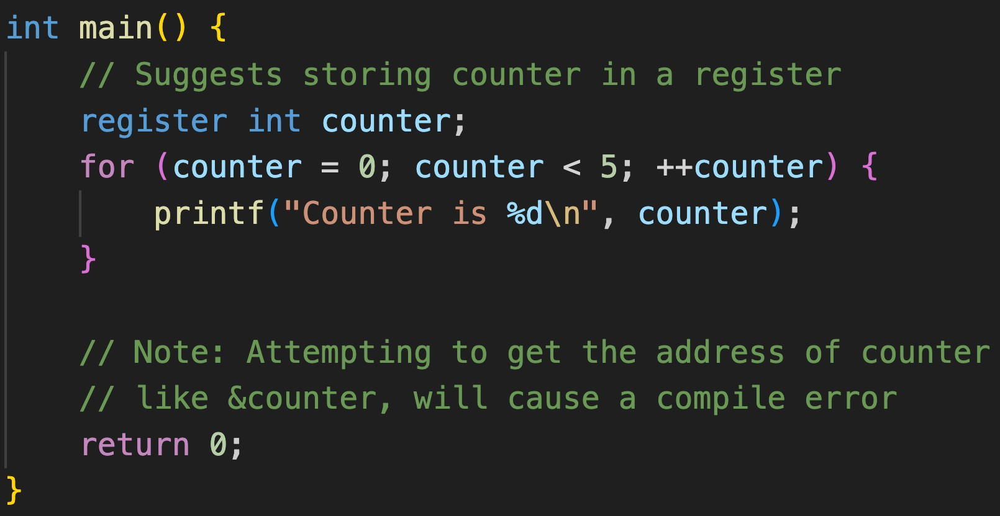 int main() {
    // Suggests storing counter in a register
    register int counter;
    for (counter = 0; counter < 5; ++counter) {
        printf("Counter is %d\n", counter);
    }

    // Note: Attempting to get the address of counter
    // like &counter, will cause a compile error
    return 0;
}